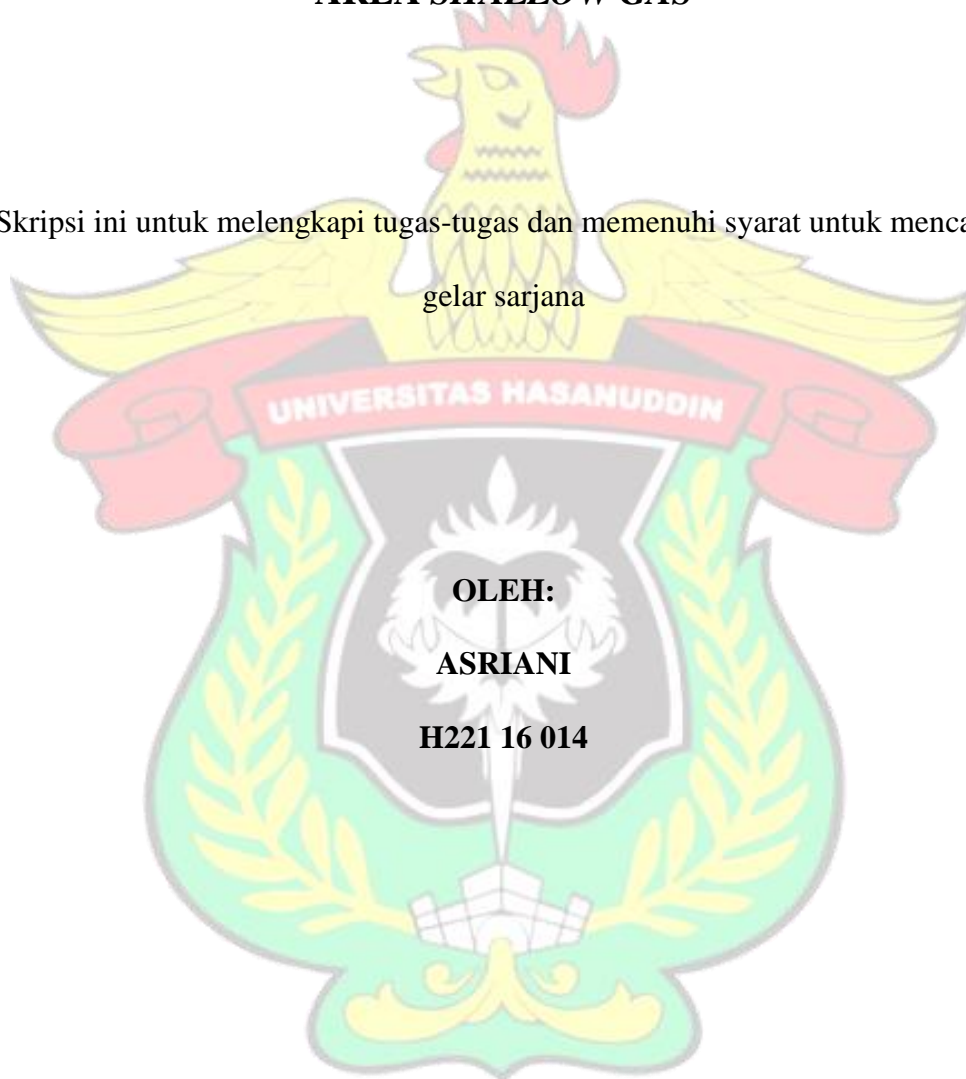 AREA SHALLOW GAS
Skripsi ini untuk melengkapi tugas-tugas dan memenuhi syarat untuk menca
gelar sarjana
UNIVERSITAS HASANUDDIN
OLEH:
ASRIANI
H221 16 014